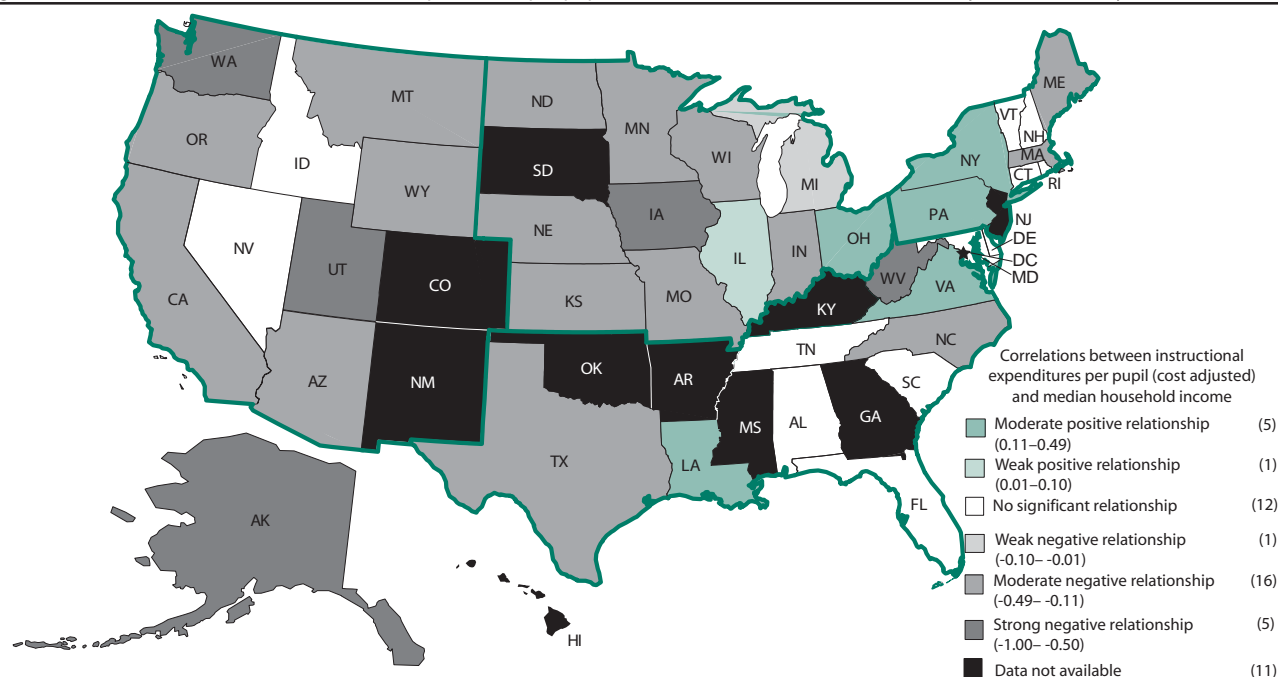 WA
MT
ND
MN
ME
VT
NH
OR
ID
WY
SD
WI
MI
NY
MA
CT
RI
NV
UT
CO
NE
IA
IL
IN
OH
PA
NJ
DE
DC
MD
CA
KS
MO
KY
WV
VA
AZ
NM
OK
AR
TN
NC
SC
TX
LA
MS
AL
GA
FL
AK
HI
Correlations between instructional
expenditures per pupil (cost adjusted)
and median household income
Moderate positive relationship (5)
(0.11–0.49)
Weak positive relationship (1)
(0.01–0.10)
No significant relationship (12)
Weak negative relationship (1)
(-0.10– -0.01)
Moderate negative relationship (16)
(-0.49– -0.11)
Strong negative relationship (5)
(-1.00– -0.50)
Data not available (11)